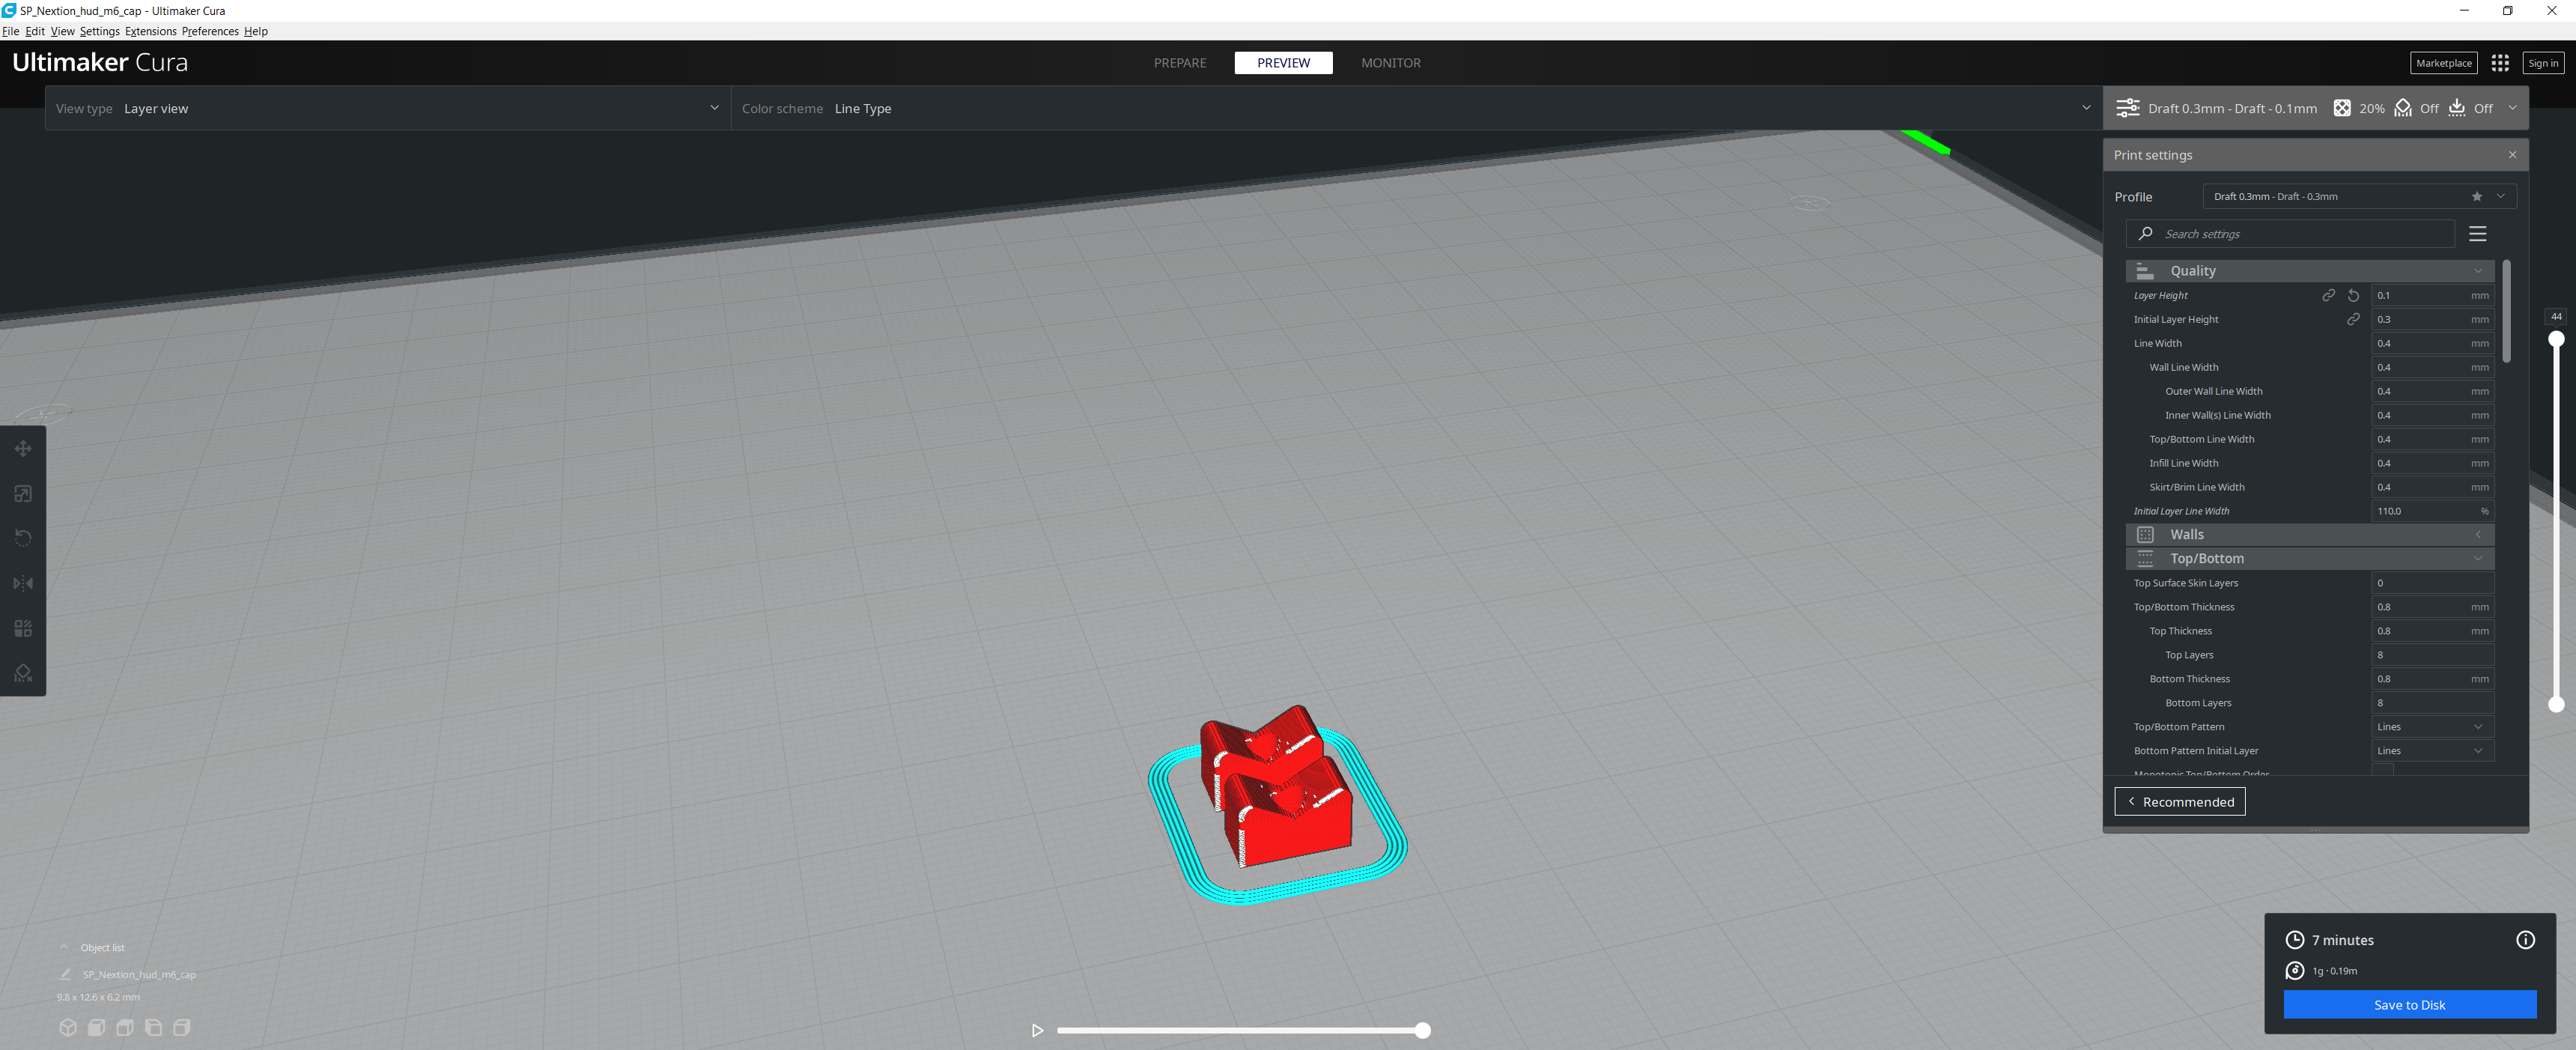 SP_Nextion_hud_m6_cap - Ultimaker Cura
File Edit View Settings Extensions Preferences Help
Ultimaker Cura
PREPARE
PREVIEW
MONITOR
Marketplace
Sign in
View type Layer view
Color scheme Line Type
Draft 0.3mm - Draft - 0.1mm 20% Off Off
Print settings
Profile Draft 0.3mm - Draft - 0.3mm
Search settings
Quality
Layer Height 0.1 mm
Initial Layer Height 0.3 mm
Line Width 0.4 mm
Wall Line Width 0.4 mm
Outer Wall Line Width 0.4 mm
Inner Wall(s) Line Width 0.4 mm
Top/Bottom Line Width 0.4 mm
Infill Line Width 0.4 mm
Skirt/Brim Line Width 0.4 mm
Initial Layer Line Width 110.0 %
Walls
Top/Bottom
Top Surface Skin Layers 0
Top/Bottom Thickness 0.8 mm
Top Thickness 0.8 mm
Top Layers 8
Bottom Thickness 0.8 mm
Bottom Layers 8
Top/Bottom Pattern Lines
Bottom Pattern Initial Layer Lines
Monotonic Top/Bottom Order
Recommended
44
Object list
SP_Nextion_hud_m6_cap
9.8 x 12.6 x 6.2 mm
7 minutes
1g · 0.19m
Save to Disk